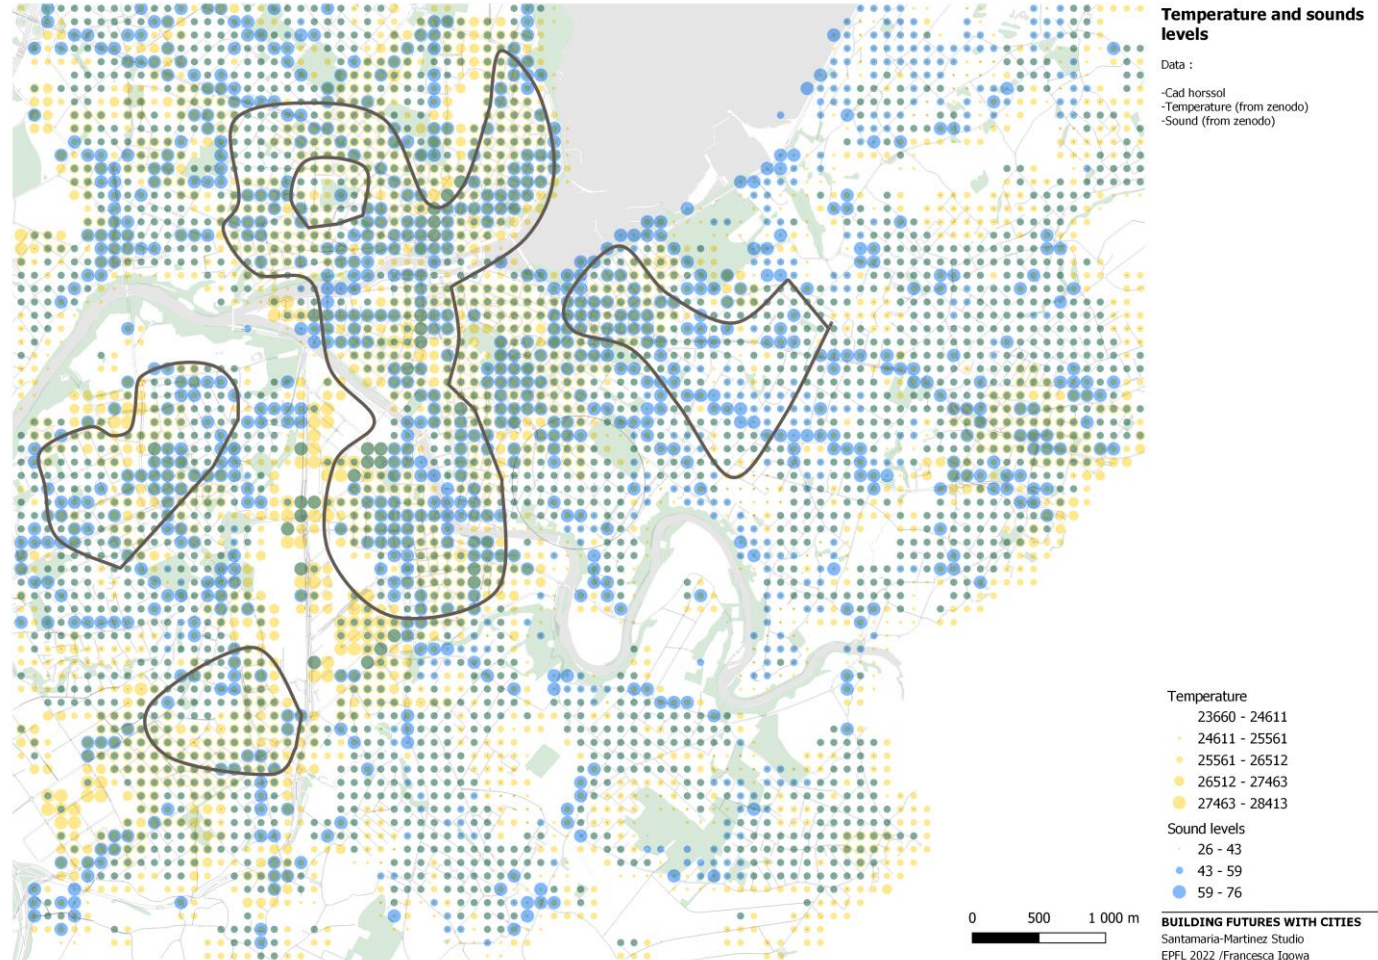 Temperature and sounds
levels
Data :
-Cad horssol
-Temperature (from zenodo)
-Sound (from zenodo)
Temperature
23660 - 24611
24611 - 25561
25561 - 26512
26512 - 27463
27463 - 28413
Sound levels
26 - 43
43 - 59
59 - 76
0 500 1 000 m
BUILDING FUTURES WITH CITIES
Santamaria-Martinez Studio
EPFL 2022 /Francesca Igowa